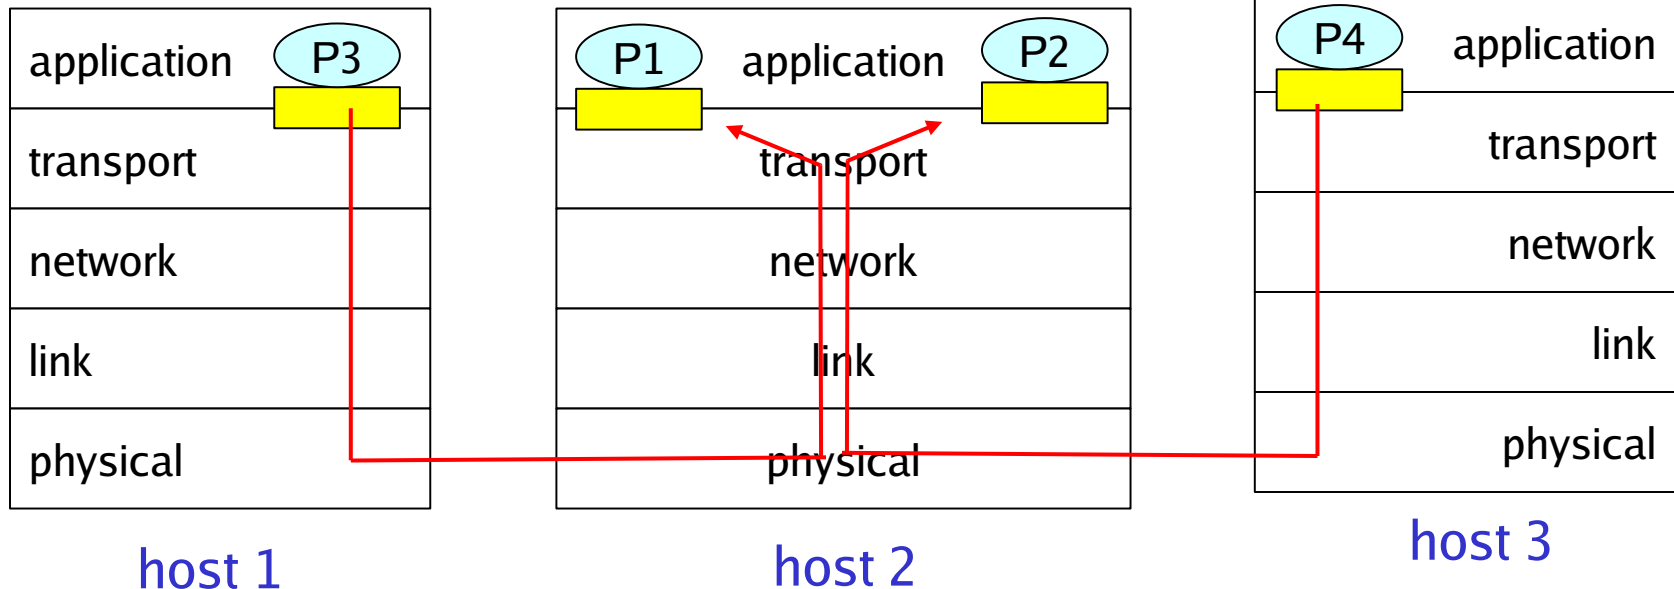 application P3
transport
network
link
physical
host 1
P1 application P2
transport
network
link
physical
host 2
P4 application
transport
network
link
physical
host 3